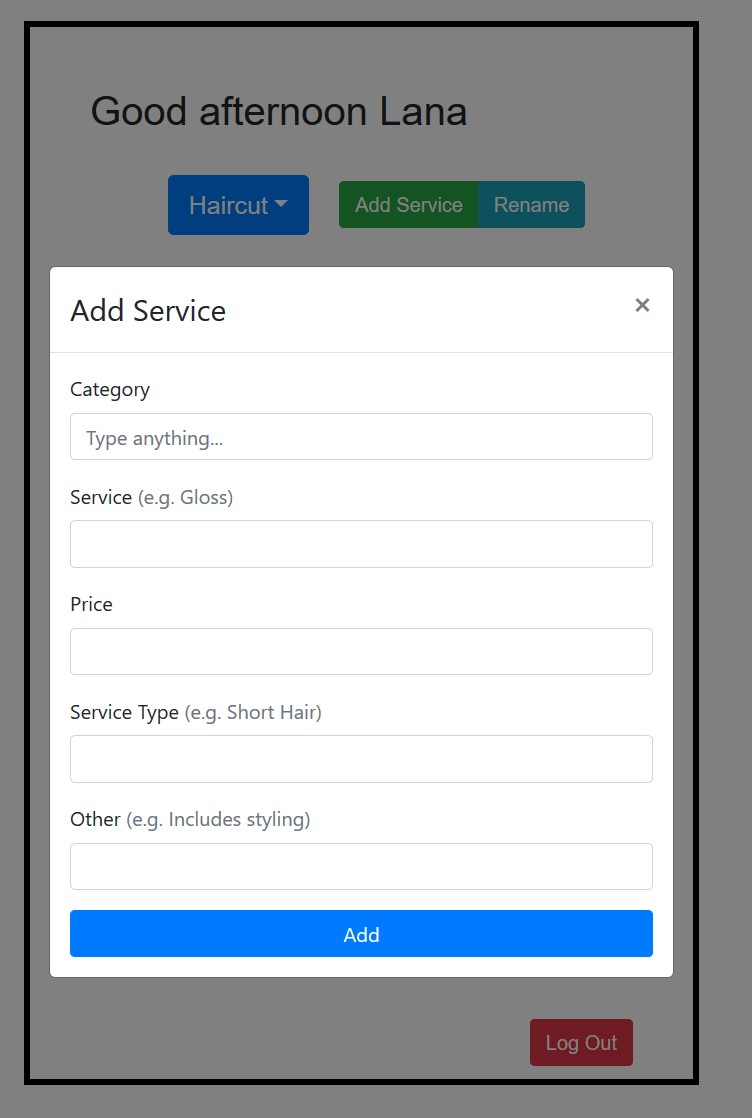 Good afternoon Lana
Haircut
Add Service
Rename
Add Service
×
Category
Type anything...
Service (e.g. Gloss)
Price
Service Type (e.g. Short Hair)
Other (e.g. Includes styling)
Add
Log Out